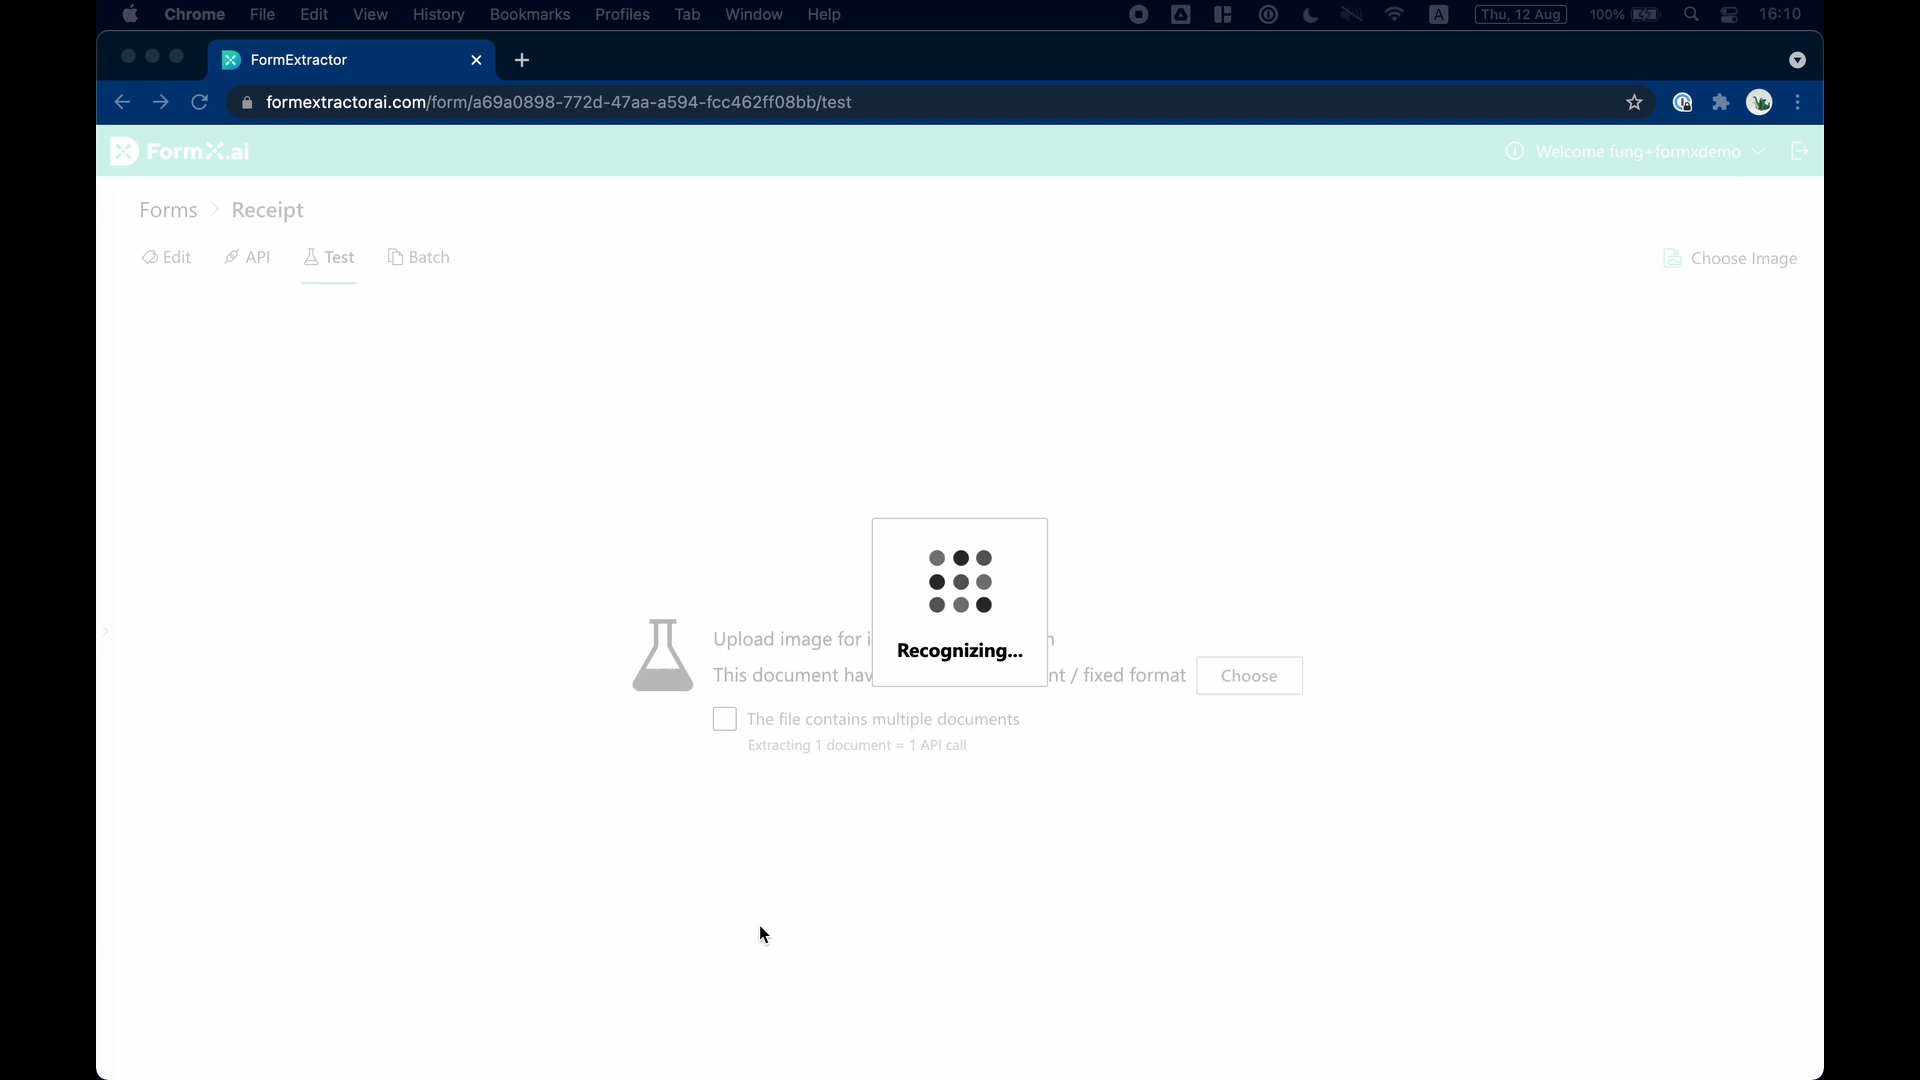 Chrome File Edit View History Bookmarks Profiles Tab Window Help A Thu, 12 Aug 100% 16:10
FormExtractor
formextractorai.com/form/a69a0898-772d-47aa-a594-fcc462ff08bb/test
FormX.ai
Welcome fung+formxdemo
Forms > Receipt
Edit API Test Batch
Choose Image
Recognizing...
Upload image for
This document / fixed format Choose
The file contains multiple documents
Extracting 1 document = 1 API call